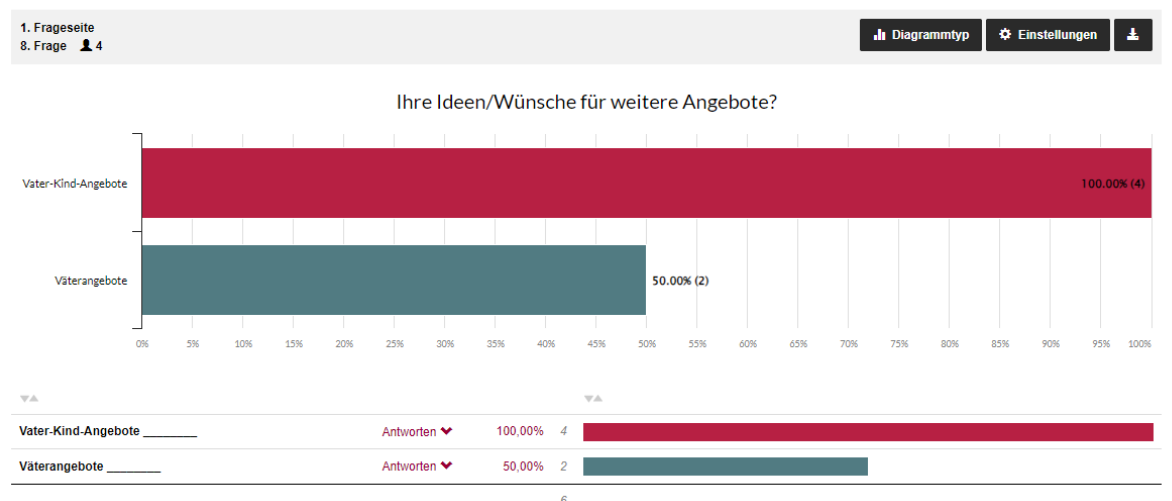 1. Frageseite
8. Frage 4
Diagrammtyp
Einstellungen
Ihre Ideen/Wünsche für weitere Angebote?
Vater-Kind-Angebote
100.00% (4)
Väterangebote
50.00% (2)
0% 5% 10% 15% 20% 25% 30% 35% 40% 45% 50% 55% 60% 65% 70% 75% 80% 85% 90% 95% 100%
Vater-Kind-Angebote ________ Antworten 100,00% 4
Väterangebote ________ Antworten 50,00% 2
6